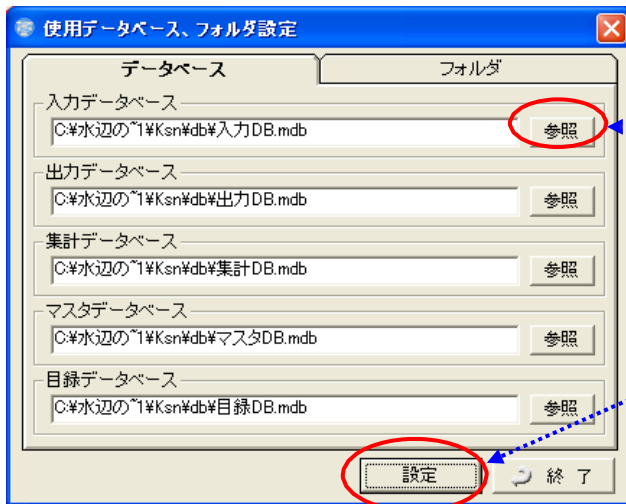 使用データベース、フォルダ設定
データベース
フォルダ
入力データベース
C:¥水辺の~1¥Ksn¥db¥入力DB.mdb
参照
出力データベース
C:¥水辺の~1¥Ksn¥db¥出力DB.mdb
参照
集計データベース
C:¥水辺の~1¥Ksn¥db¥集計DB.mdb
参照
マスタデータベース
C:¥水辺の~1¥Ksn¥db¥マスタDB.mdb
参照
目録データベース
C:¥水辺の~1¥Ksn¥db¥目録DB.mdb
参照
設定
終 了